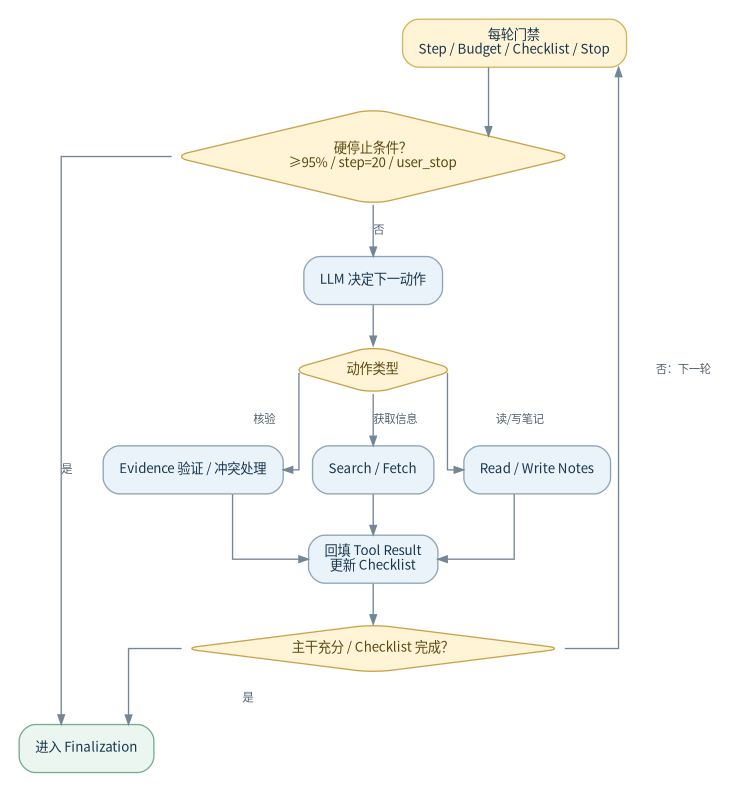 每轮门禁
Step / Budget / Checklist / Stop
硬停止条件?
≥95% / step=20 / user_stop
否
LLM 决定下一动作
否：下一轮
动作类型
核验
获取信息
读/写笔记
是
Evidence 验证 / 冲突处理
Search / Fetch
Read / Write Notes
回填 Tool Result
更新 Checklist
主干充分 / Checklist 完成?
是
进入 Finalization